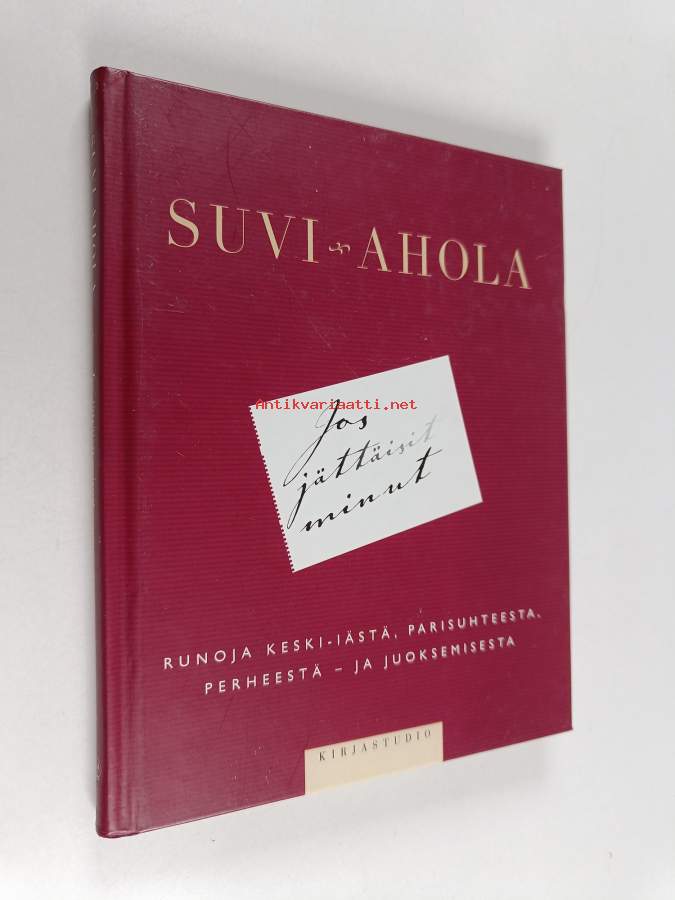 SUVI AHOLA
Antikvariaatti.net
Jos
jättäisit
minut
RUNOJA KESKI-IÄSTÄ, PARISUHTEESTA,
PERHEESTÄ – JA JUOKSEMISESTA
KIRJASTUDIO